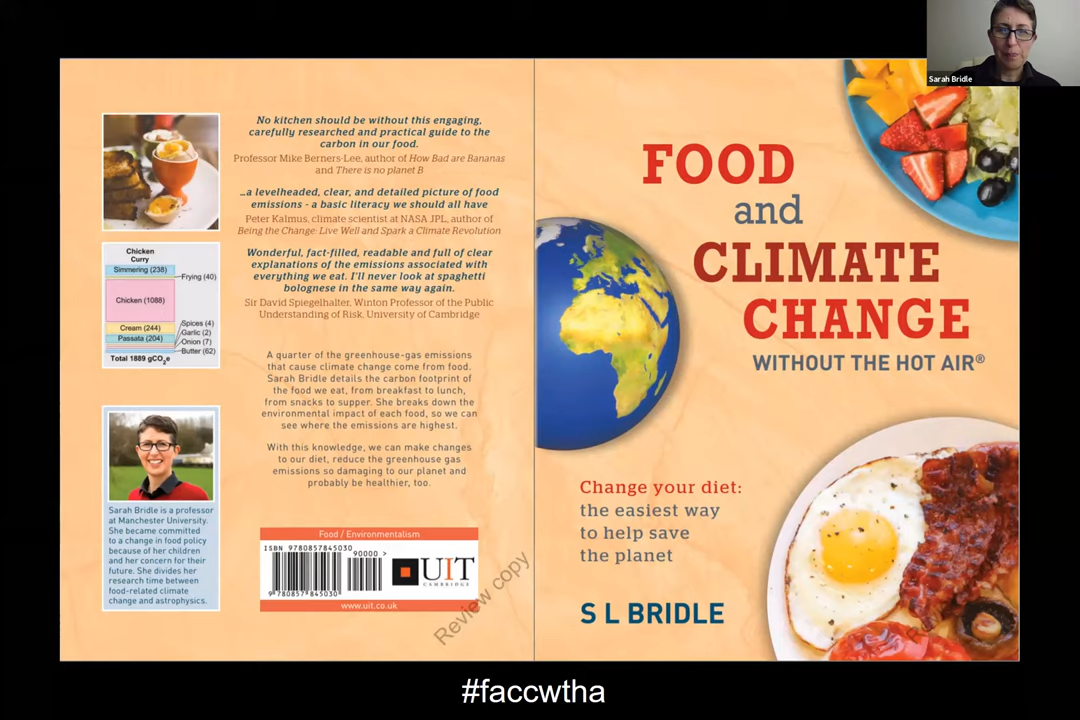 Sarah Bridle
No kitchen should be without this engaging,
carefully researched and practical guide to the
carbon in our food.
Professor Mike Berners-Lee, author of How Bad are Bananas
and There is no planet B
...a levelheaded, clear, and detailed picture of food
emissions - a basic literacy we should all have
Peter Kalmus, climate scientist at NASA JPL, author of
Being the Change: Live Well and Spark a Climate Revolution
Wonderful, fact-filled, readable and full of clear
explanations of the emissions associated with
everything we eat. I'll never look at spaghetti
bolognese in the same way again.
Sir David Spiegelhalter, Winton Professor of the Public
Understanding of Risk, University of Cambridge
Chicken
Curry
Simmering (238)
Frying (40)
Chicken (1088)
Cream (244)
Passata (204)
Spices (4)
Garlic (2)
Onion (7)
Butter (62)
Total 1889 gCO₂e
A quarter of the greenhouse-gas emissions
that cause climate change come from food.
Sarah Bridle details the carbon footprint of
the food we eat, from breakfast to lunch,
from snacks to supper. She breaks down the
environmental impact of each food, so we can
see where the emissions are highest.
With this knowledge, we can make changes
to our diet, reduce the greenhouse gas
emissions so damaging to our planet and
probably be healthier, too.
Sarah Bridle is a professor
at Manchester University.
She became committed
to a change in food policy
because of her children
and her concern for their
future. She divides her
research time between
food-related climate
change and astrophysics.
Food / Environmentalism
ISBN 9780857845030
90000 >
9 780857 845030
UIT
CAMBRIDGE
www.uit.co.uk
Review copy
FOOD
and
CLIMATE
CHANGE
WITHOUT THE HOT AIR®
Change your diet:
the easiest way
to help save
the planet
S L BRIDLE
#faccwtha